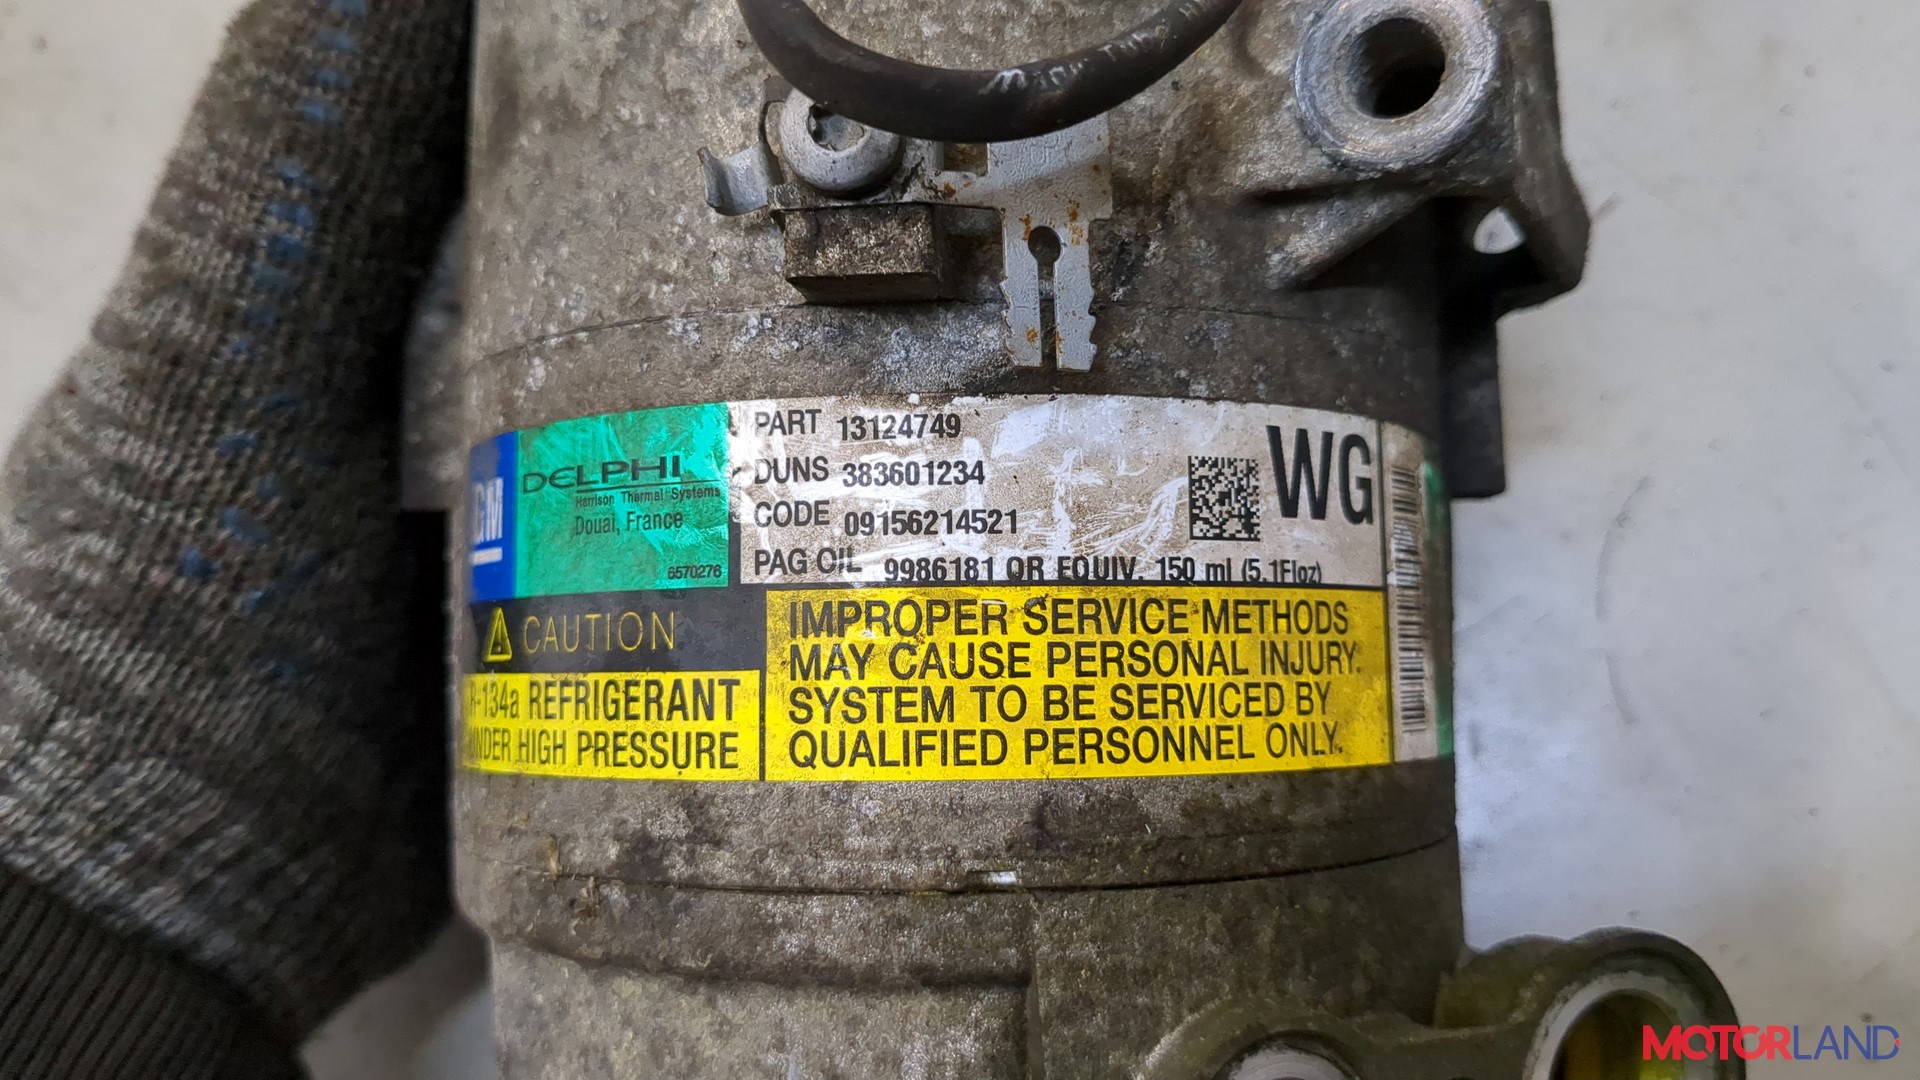 GM
DELPHI
Harrison Thermal Systems
Douai, France
6570276
PART 13124749
DUNS 383601234
CODE 09156214521
PAG OIL 9986181 OR EQUIV. 150 ml (5.1Floz)
WG
CAUTION
R-134a REFRIGERANT
UNDER HIGH PRESSURE
IMPROPER SERVICE METHODS
MAY CAUSE PERSONAL INJURY.
SYSTEM TO BE SERVICED BY
QUALIFIED PERSONNEL ONLY.
MOTORLAND